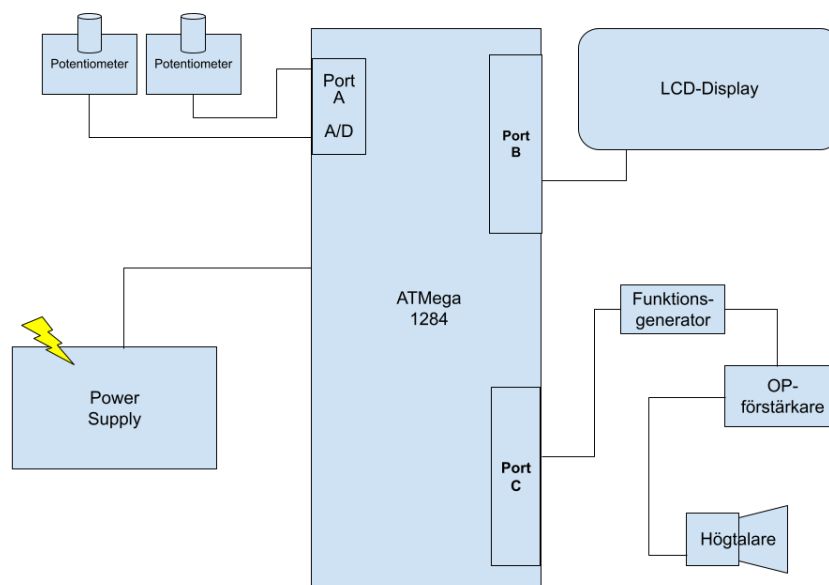 Potentiometer
Potentiometer
Port
A
A/D
Port
B
LCD-Display
ATMega
1284
Funktions-
generator
Power
Supply
OP-
förstärkare
Port
C
Högtalare